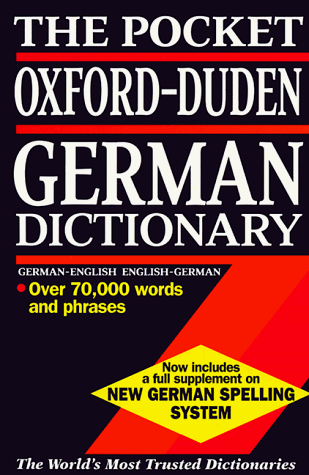 THE POCKET
OXFORD-DUDEN
GERMAN
DICTIONARY
GERMAN-ENGLISH ENGLISH-GERMAN
• Over 70,000 words
and phrases
Now includes
a full supplement on
NEW GERMAN SPELLING
SYSTEM
The World's Most Trusted Dictionaries